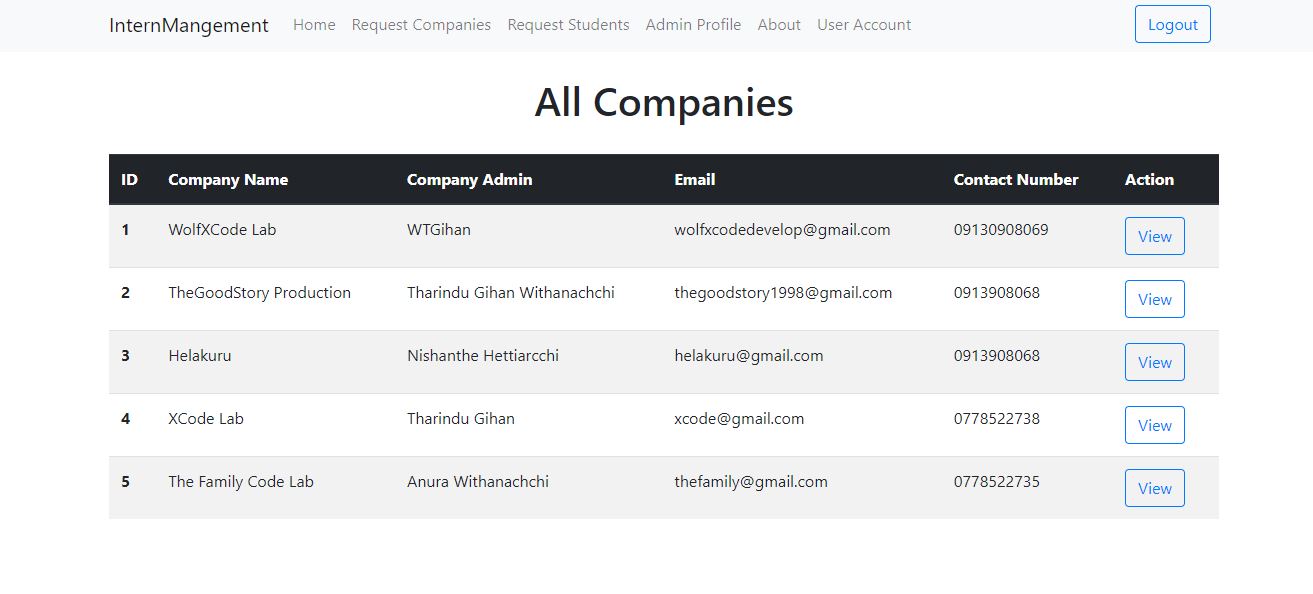 InternMangement Home Request Companies Request Students Admin Profile About User Account Logout
All Companies
ID Company Name Company Admin Email Contact Number Action
1 WolfXCode Lab WTGihan wolfxcodedevelop@gmail.com 09130908069 View
2 TheGoodStory Production Tharindu Gihan Withanachchi thegoodstory1998@gmail.com 0913908068 View
3 Helakuru Nishanthe Hettiarcchi helakuru@gmail.com 0913908068 View
4 XCode Lab Tharindu Gihan xcode@gmail.com 0778522738 View
5 The Family Code Lab Anura Withanachchi thefamily@gmail.com 0778522735 View